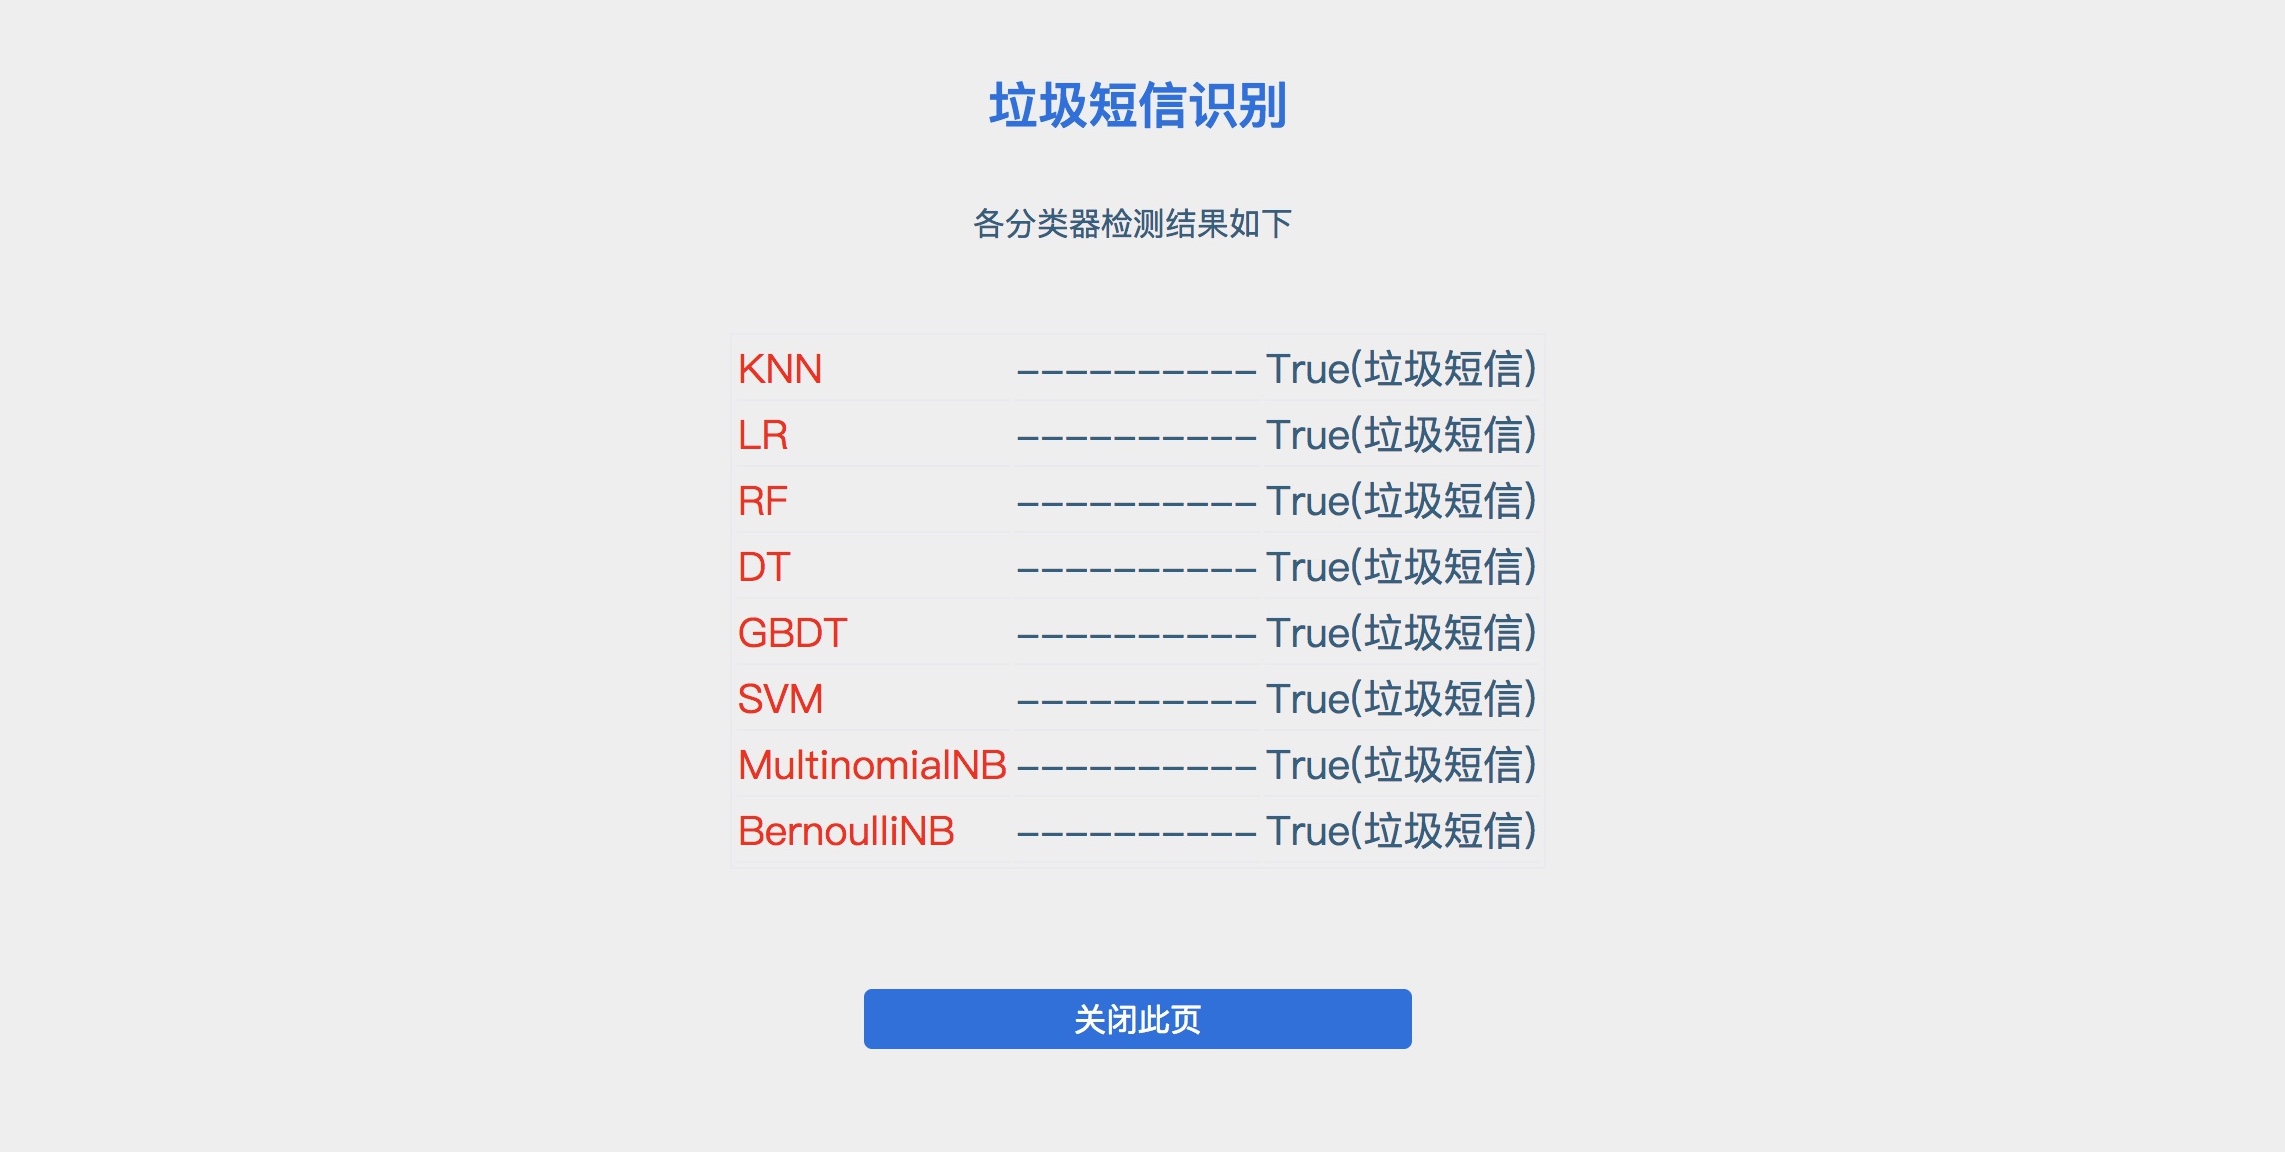 垃圾短信识别
各分类器检测结果如下
KNN ---------- True(垃圾短信)
LR ---------- True(垃圾短信)
RF ---------- True(垃圾短信)
DT ---------- True(垃圾短信)
GBDT ---------- True(垃圾短信)
SVM ---------- True(垃圾短信)
MultinomialNB ---------- True(垃圾短信)
BernoulliNB ---------- True(垃圾短信)
关闭此页